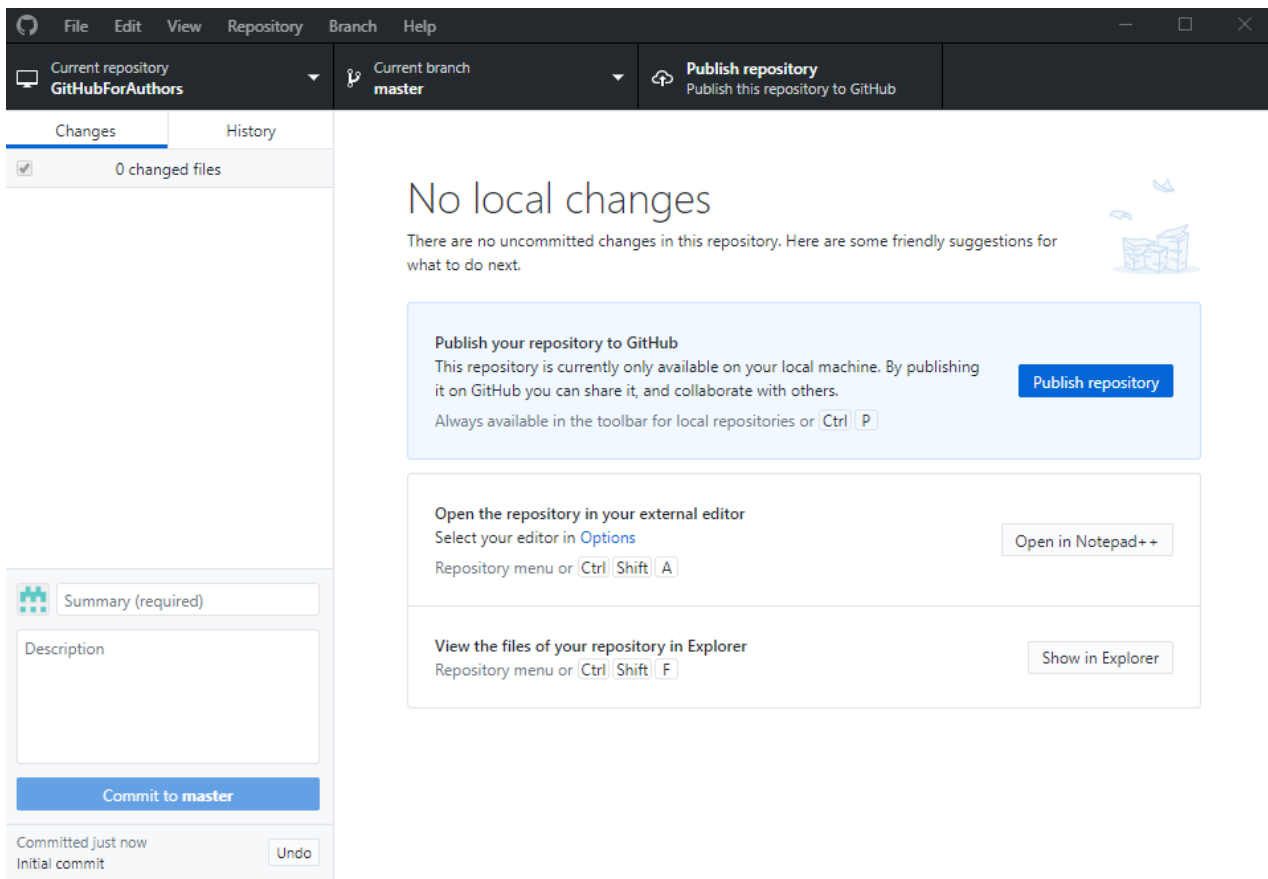 File Edit View Repository Branch Help
Current repository
GitHubForAuthors
Current branch
master
Publish repository
Publish this repository to GitHub
Changes History
0 changed files
No local changes
There are no uncommitted changes in this repository. Here are some friendly suggestions for
what to do next.
Publish your repository to GitHub
This repository is currently only available on your local machine. By publishing
it on GitHub you can share it, and collaborate with others.
Always available in the toolbar for local repositories or Ctrl P
Publish repository
Open the repository in your external editor
Select your editor in Options
Repository menu or Ctrl Shift A
Open in Notepad++
View the files of your repository in Explorer
Repository menu or Ctrl Shift F
Show in Explorer
Summary (required)
Description
Commit to master
Committed just now
Initial commit
Undo